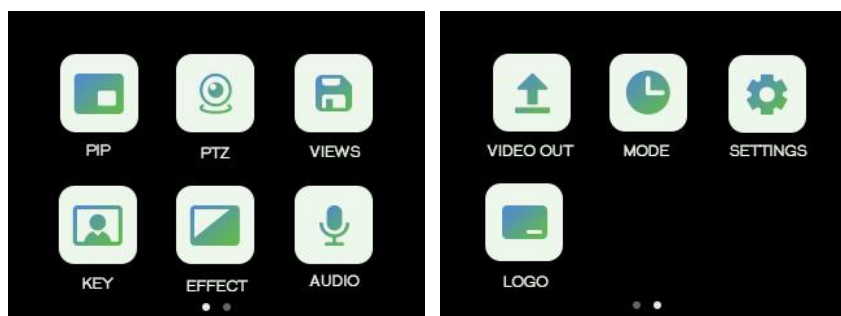 PIP PTZ VIEWS
KEY EFFECT AUDIO
VIDEO OUT MODE SETTINGS
LOGO